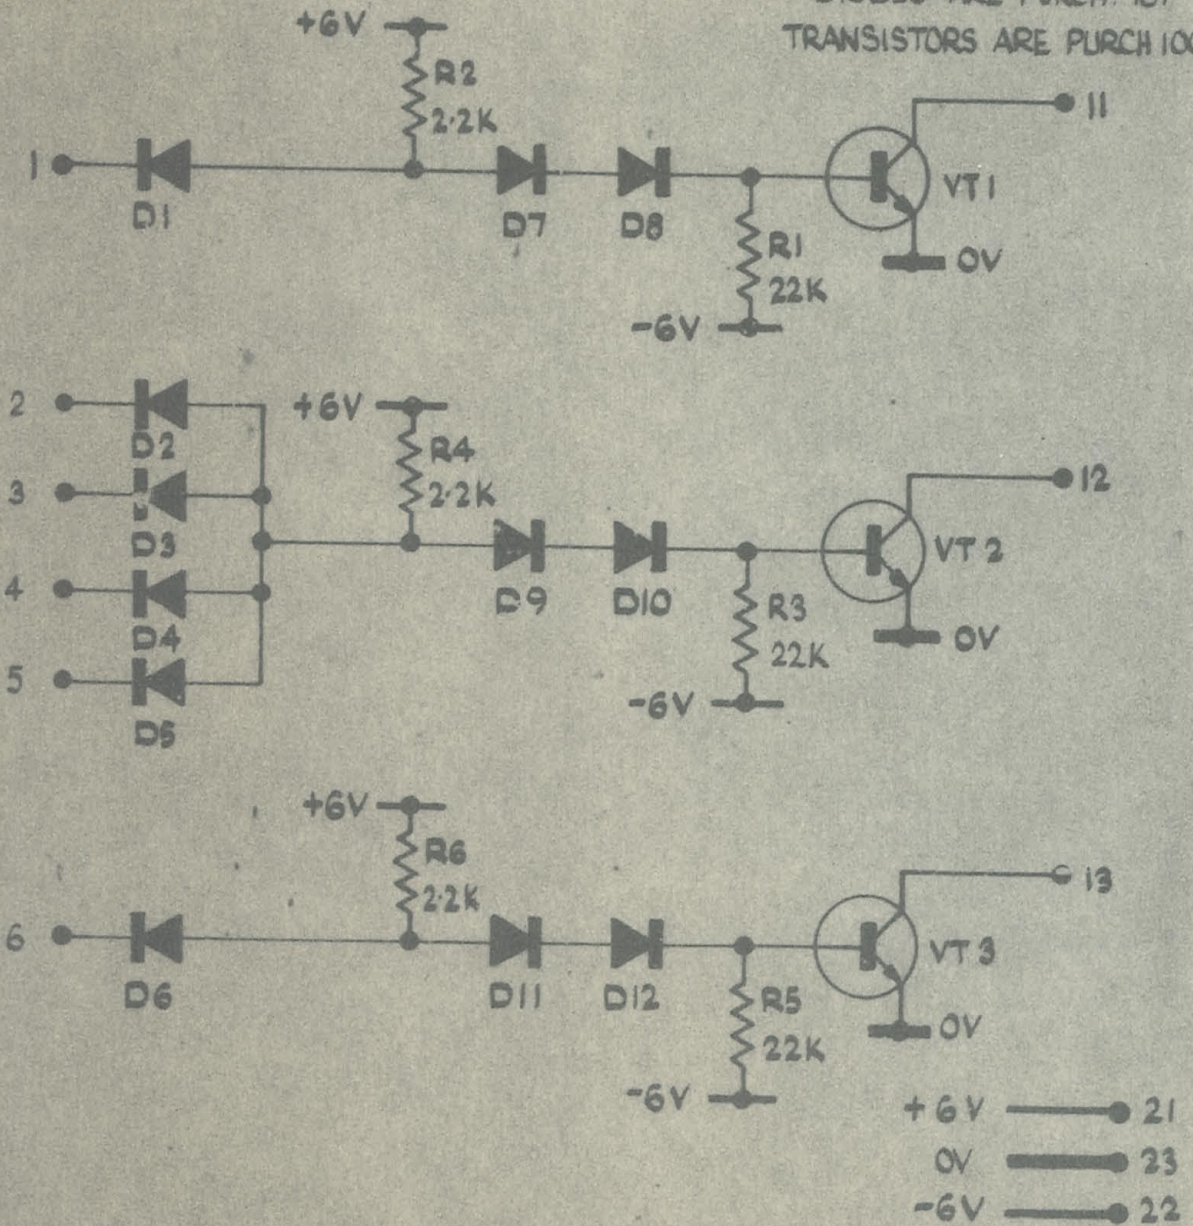 ARE PURCH.
TRANSISTORS ARE PURCH 100
+6V
R2
2.2K
11
1
D1
D7
D8
VT1
R1
22K
0V
-6V
2
+6V
D2
R4
2.2K
12
3
D3
VT2
4
D9
D10
R3
22K
D4
0V
5
-6V
D5
+6V
R6
2.2K
13
6
VT3
D6
D11
D12
R5
22K
0V
-6V
+6V 21
0V 23
-6V 22